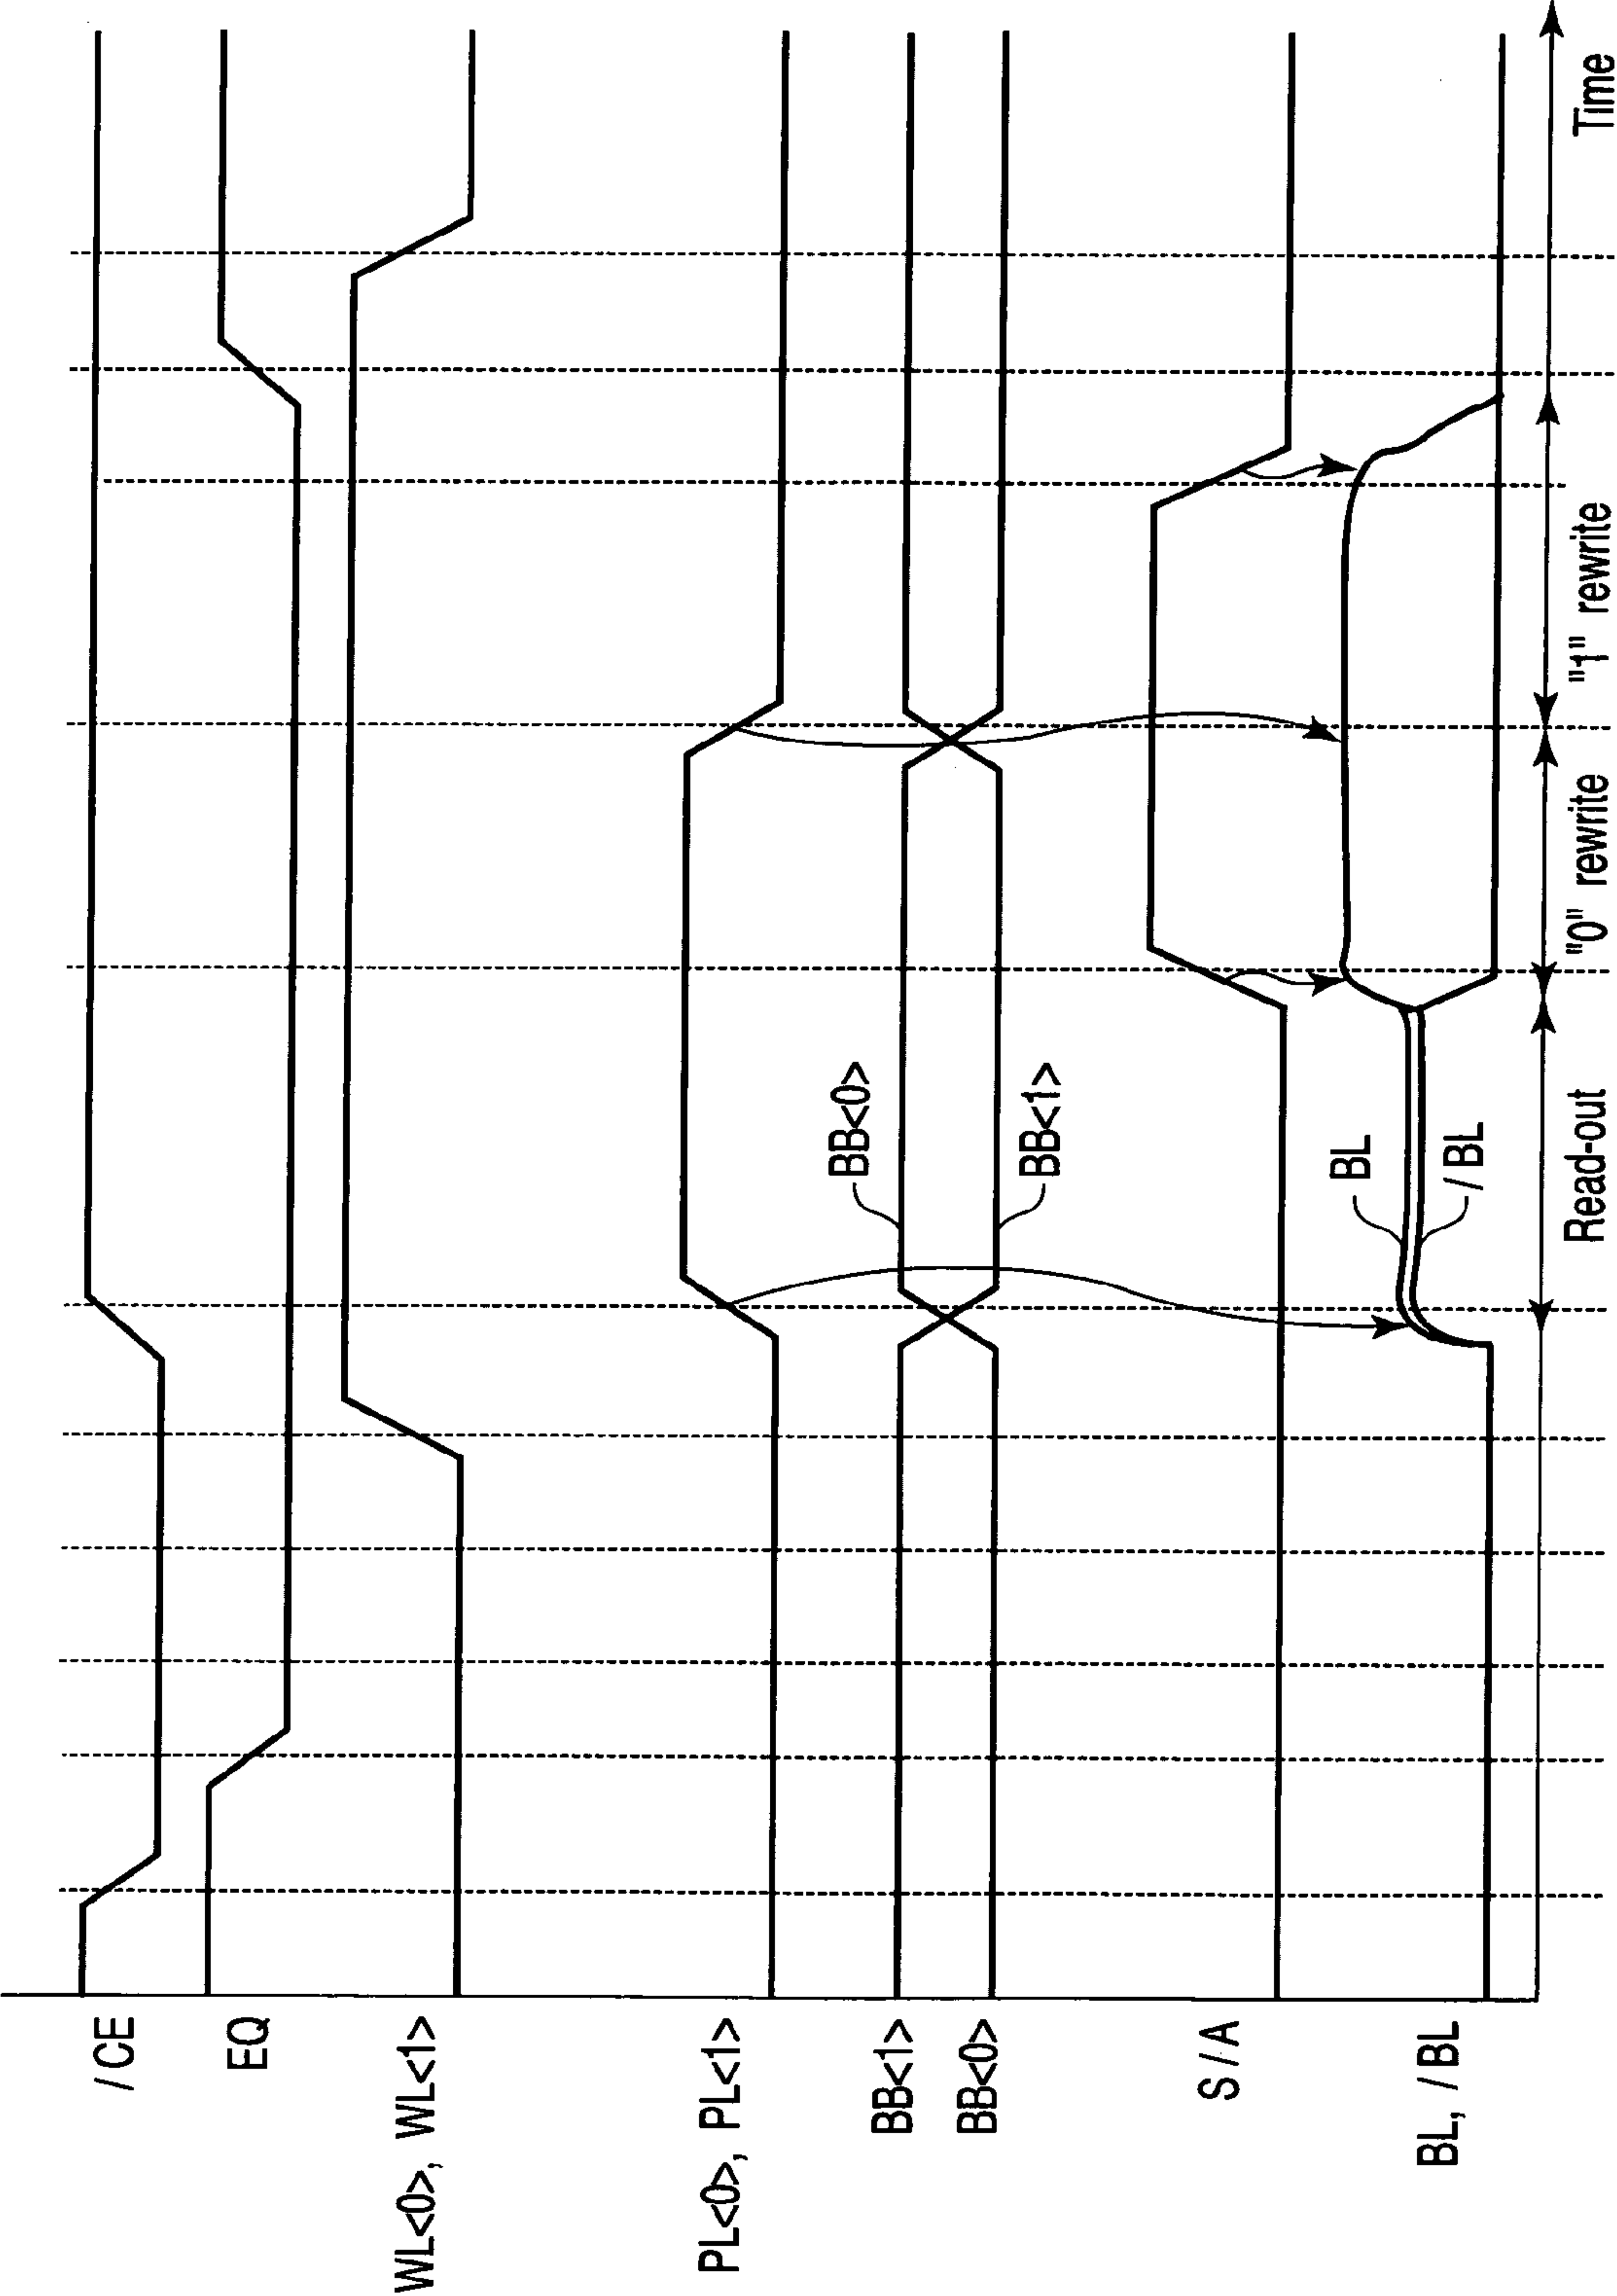 / CE
EQ
WL<0>, WL<1>
PL<0>, PL<1>
BB<1>
BB<0>
S / A
BL, / BL
BB<0>
BB<1>
BL
/ BL
Read-out
"0" rewrite
"1" rewrite
Time